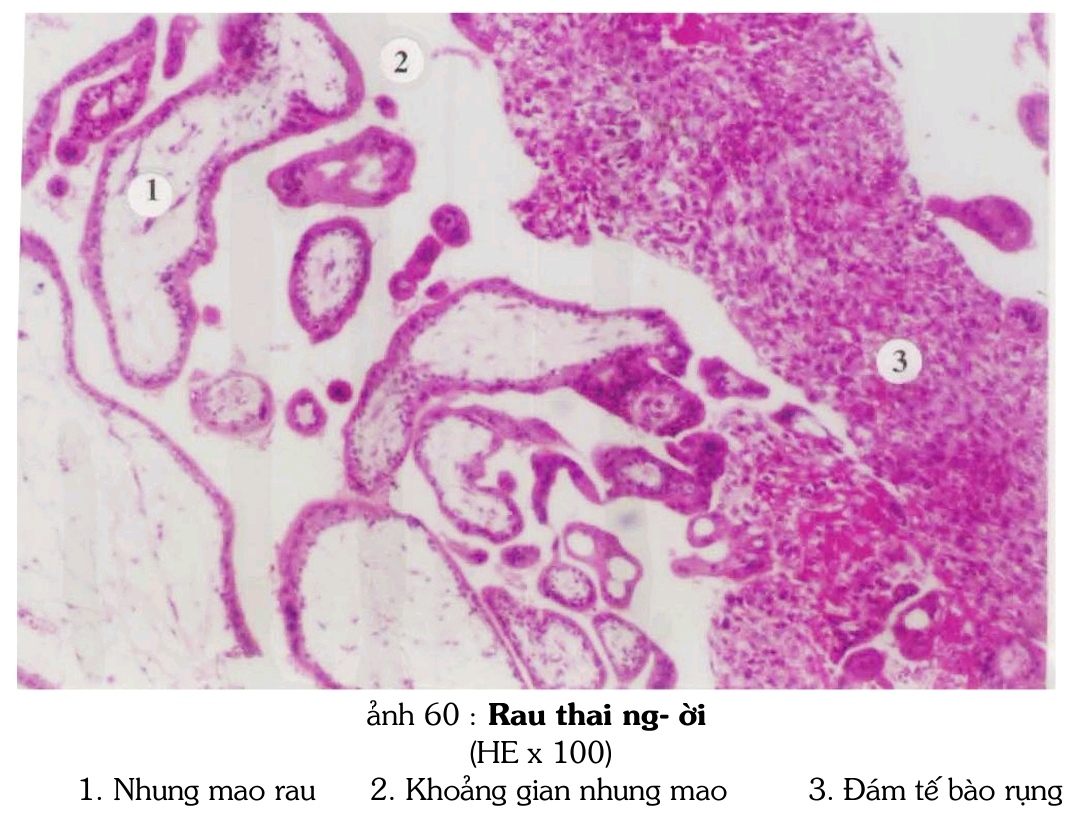 2
1
3
ảnh 60 : Rau thai ng- ời
(HE x 100)
1. Nhung mao rau 2. Khoảng gian nhung mao 3. Đám tế bào rụng